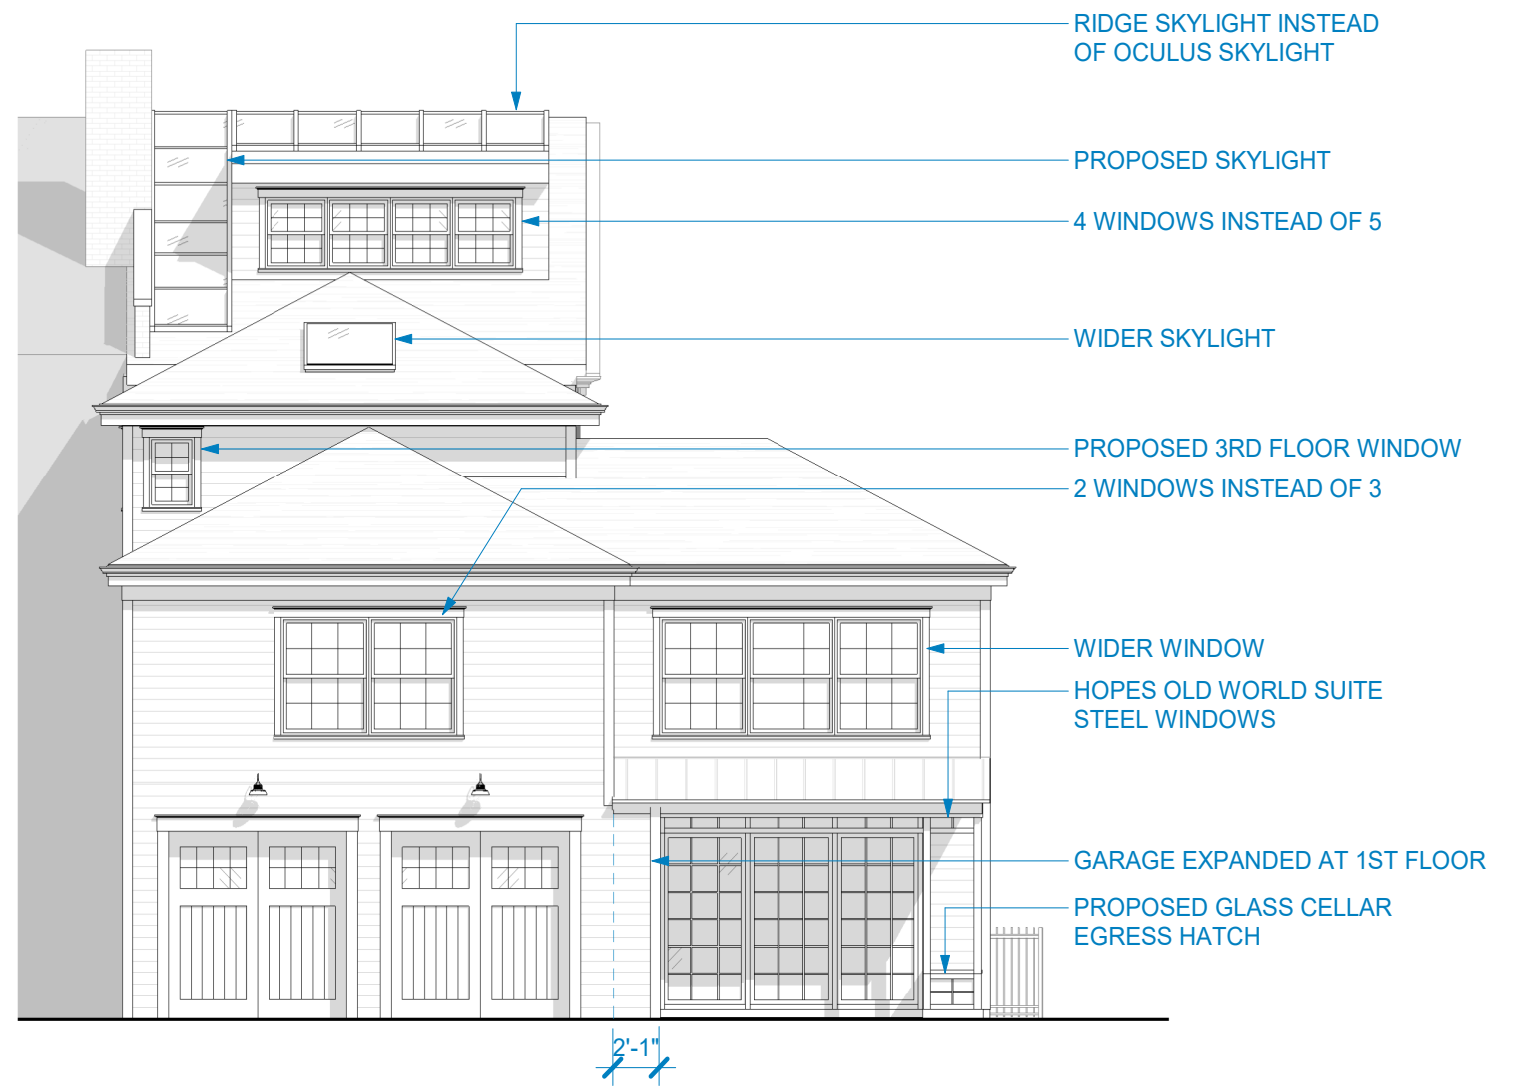 RIDGE SKYLIGHT INSTEAD
OF OCULUS SKYLIGHT
PROPOSED SKYLIGHT
4 WINDOWS INSTEAD OF 5
WIDER SKYLIGHT
PROPOSED 3RD FLOOR WINDOW
2 WINDOWS INSTEAD OF 3
WIDER WINDOW
HOPES OLD WORLD SUITE
STEEL WINDOWS
GARAGE EXPANDED AT 1ST FLOOR
PROPOSED GLASS CELLAR
EGRESS HATCH
2'-1"